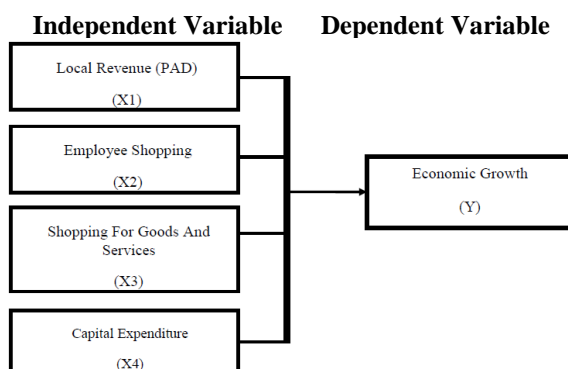 Independent Variable Dependent Variable
Local Revenue (PAD)
(X1)
Employee Shopping
(X2)
Shopping For Goods And
Services
(X3)
Capital Expenditure
(X4)
Economic Growth
(Y)